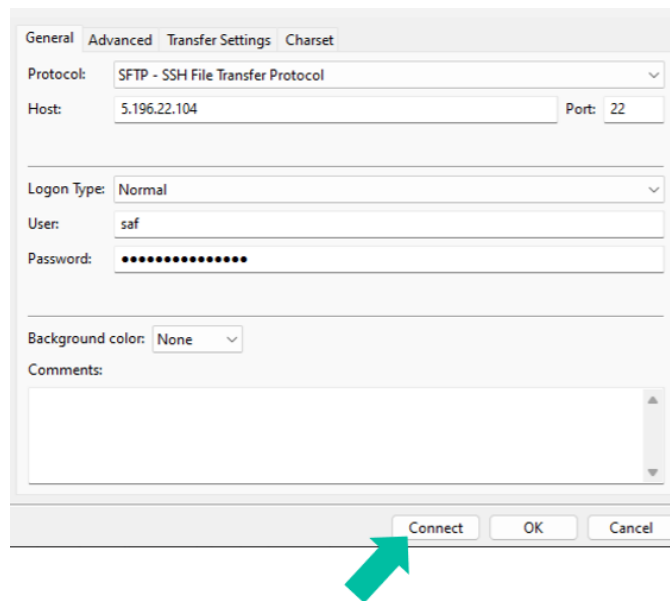 General Advanced Transfer Settings Charset
Protocol: SFTP - SSH File Transfer Protocol
Host: 5.196.22.104 Port: 22
Logon Type: Normal
User: saf
Password: •••••••••••••••
Background color: None
Comments:
Connect OK Cancel